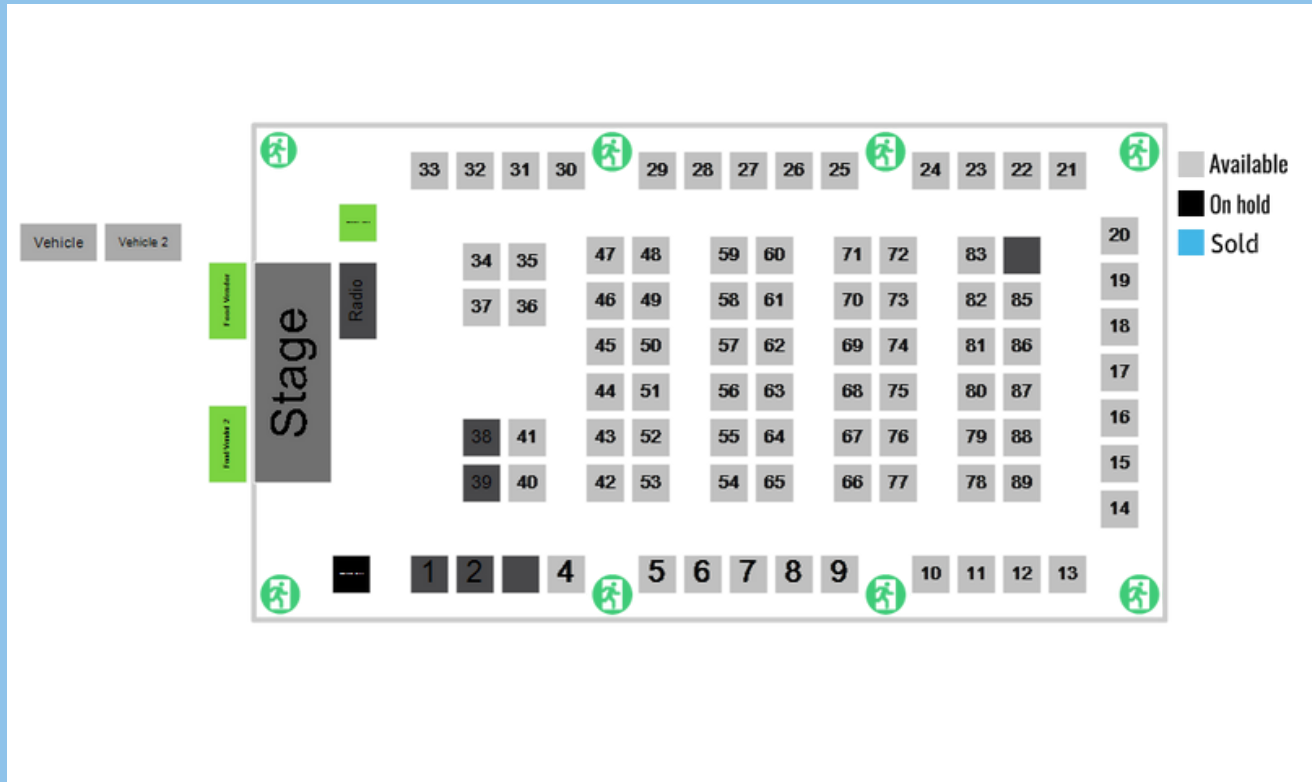 33 32 31 30 29 28 27 26 25 24 23 22 21
Available
On hold
Sold
Vehicle Vehicle 2
20
34 35 47 48 59 60 71 72 83
19
37 36 46 49 58 61 70 73 82 85
Food Vendor
Radio
Stage
18
45 50 57 62 69 74 81 86
17
44 51 56 63 68 75 80 87
16
Food Vendor 2
38 41 43 52 55 64 67 76 79 88
15
39 40 42 53 54 65 66 77 78 89
14
1 2 4 5 6 7 8 9 10 11 12 13